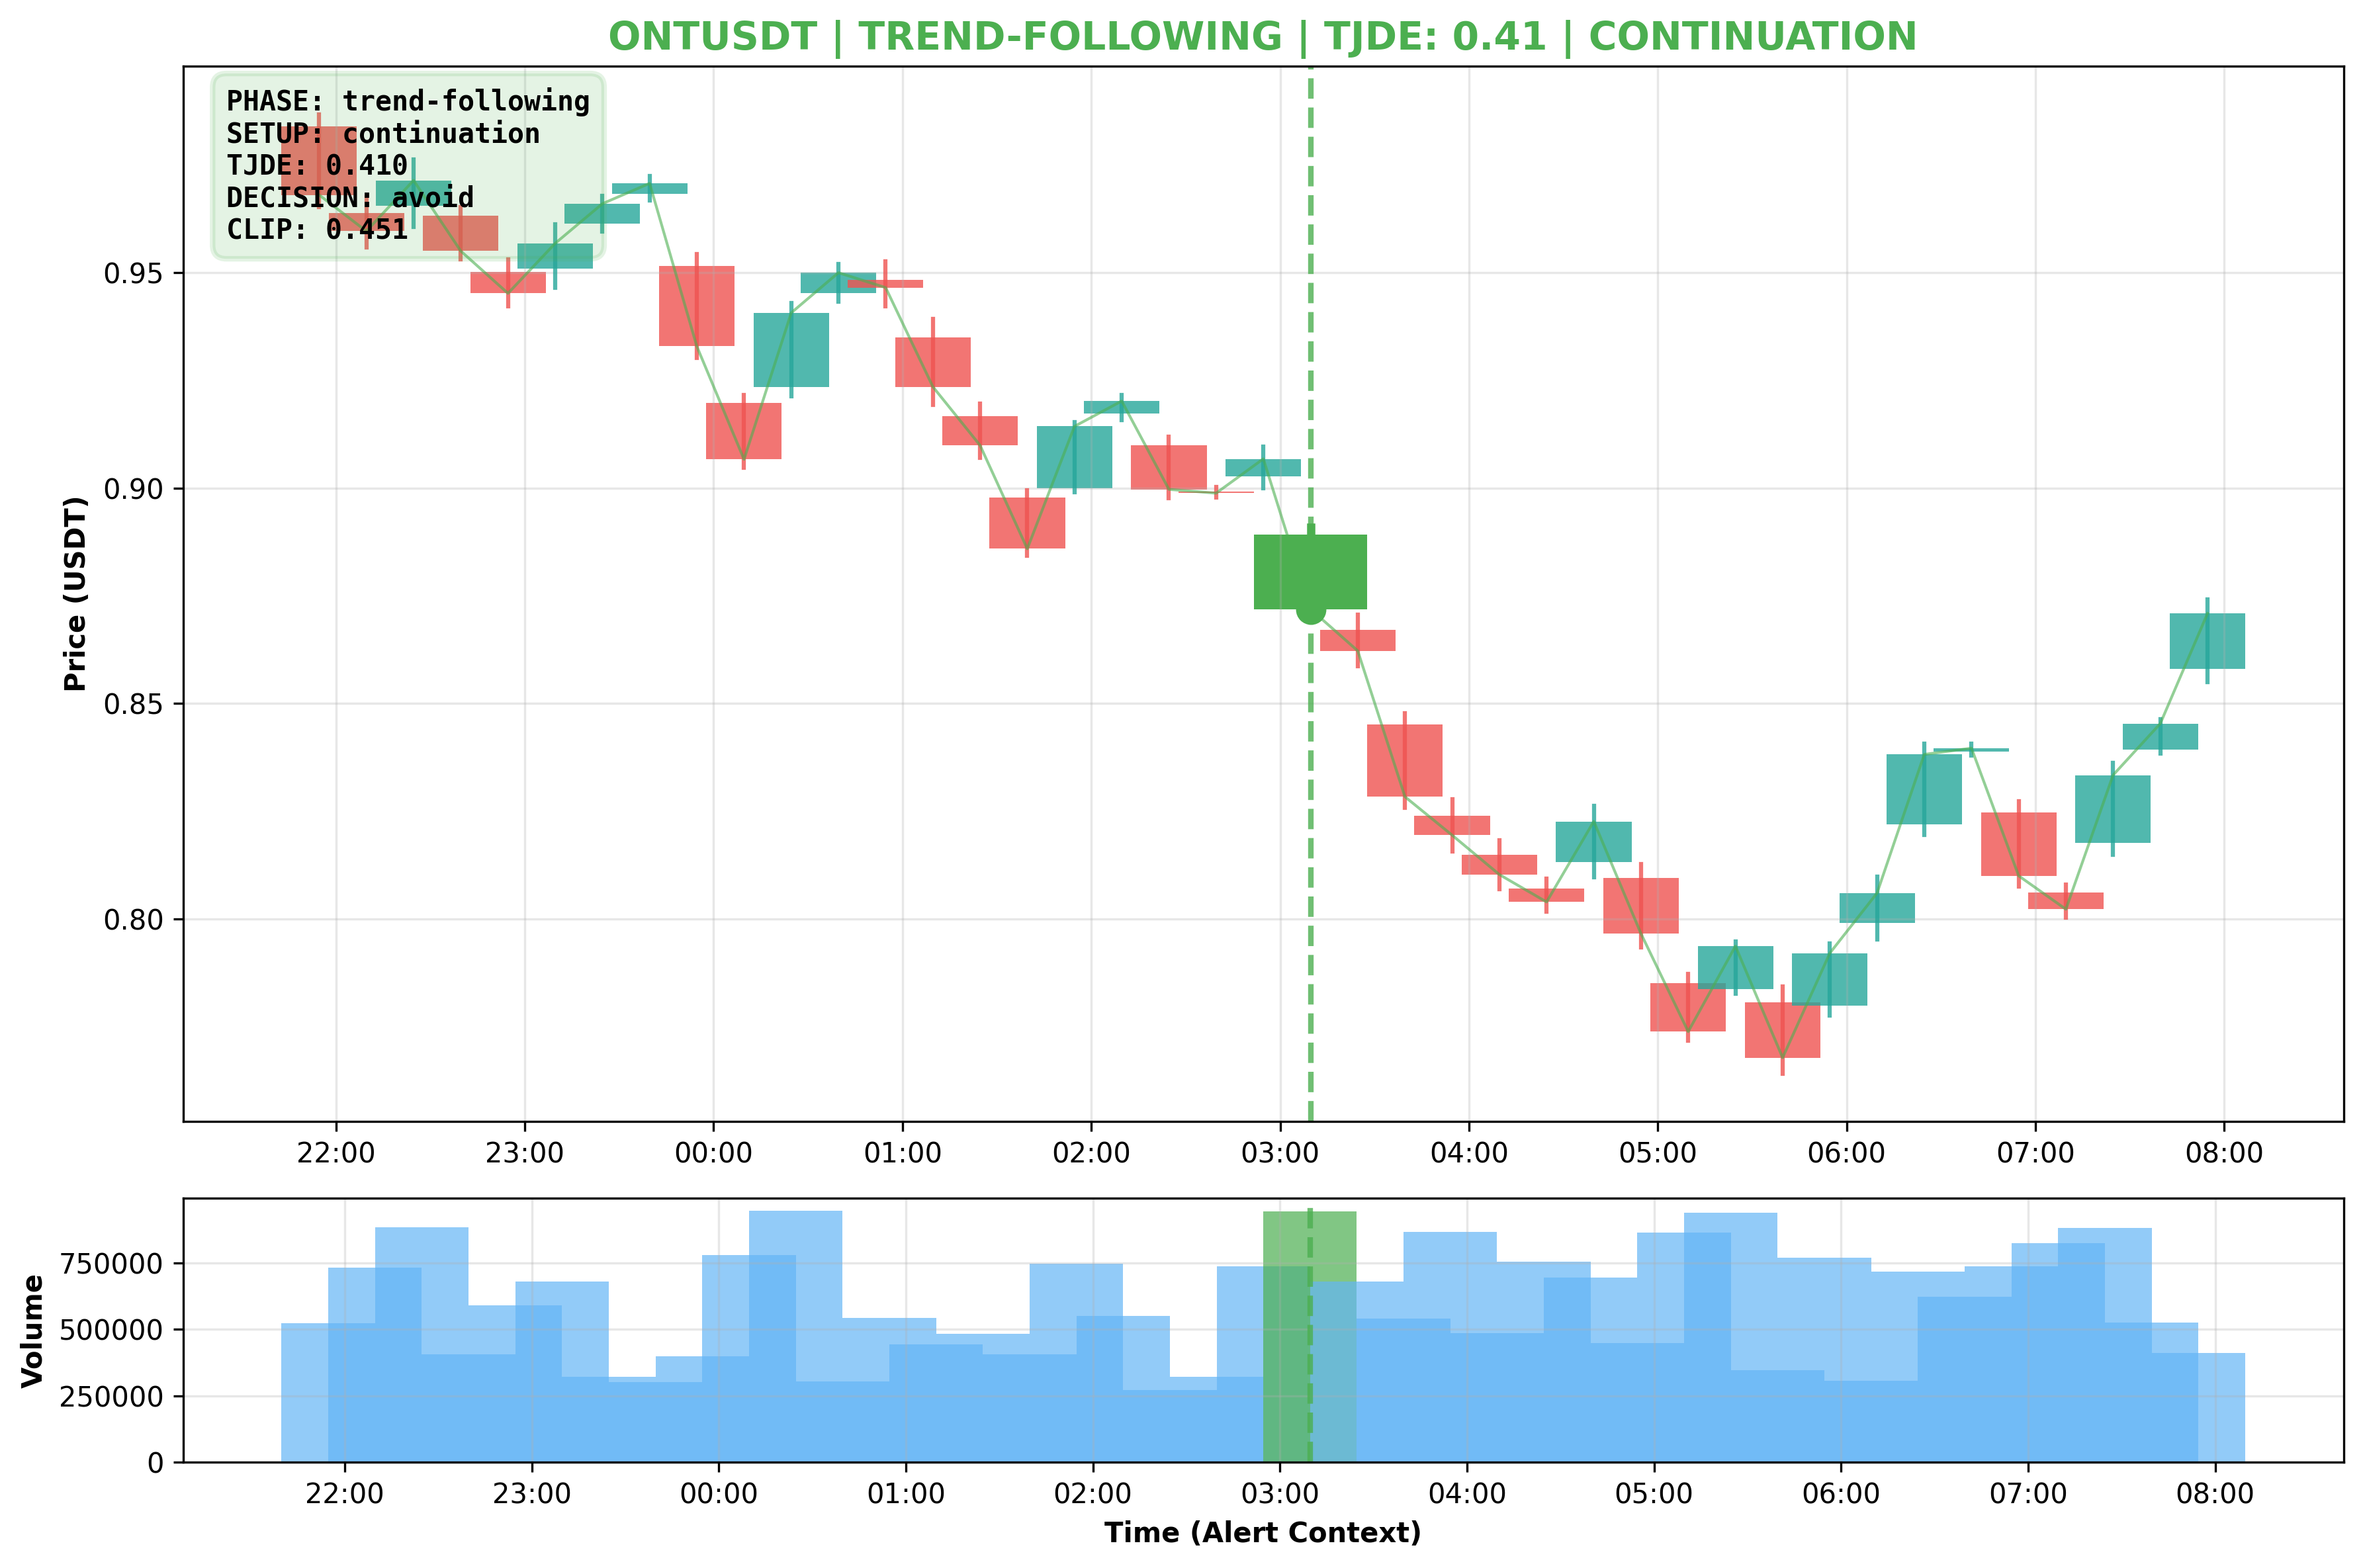 ONTUSDT | TREND-FOLLOWING | TJDE: 0.41 | CONTINUATION
PHASE: trend-following
SETUP: continuation
TJDE: 0.410
DECISION: avoid
CLIP: 0.451
Price (USDT)
0.95
0.90
0.85
0.80
22:00 23:00 00:00 01:00 02:00 03:00 04:00 05:00 06:00 07:00 08:00
Volume
750000
500000
250000
0
22:00 23:00 00:00 01:00 02:00 03:00 04:00 05:00 06:00 07:00 08:00
Time (Alert Context)